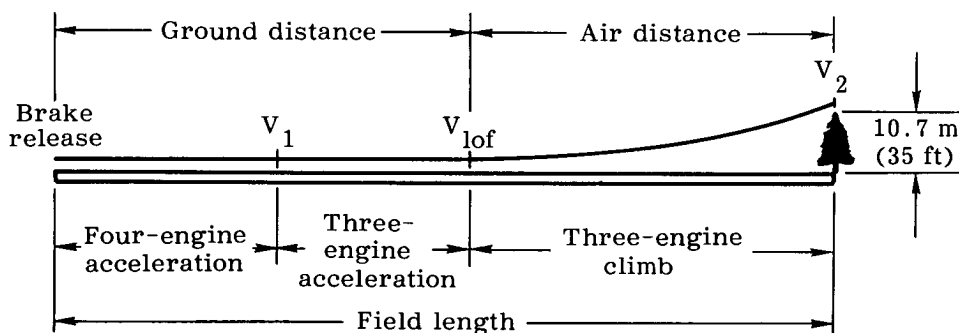 Ground distance
Air distance
V2
Brake
release
V1
Vlof
10.7 m
(35 ft)
Four-engine
acceleration
Three-
engine
acceleration
Three-engine
climb
Field length